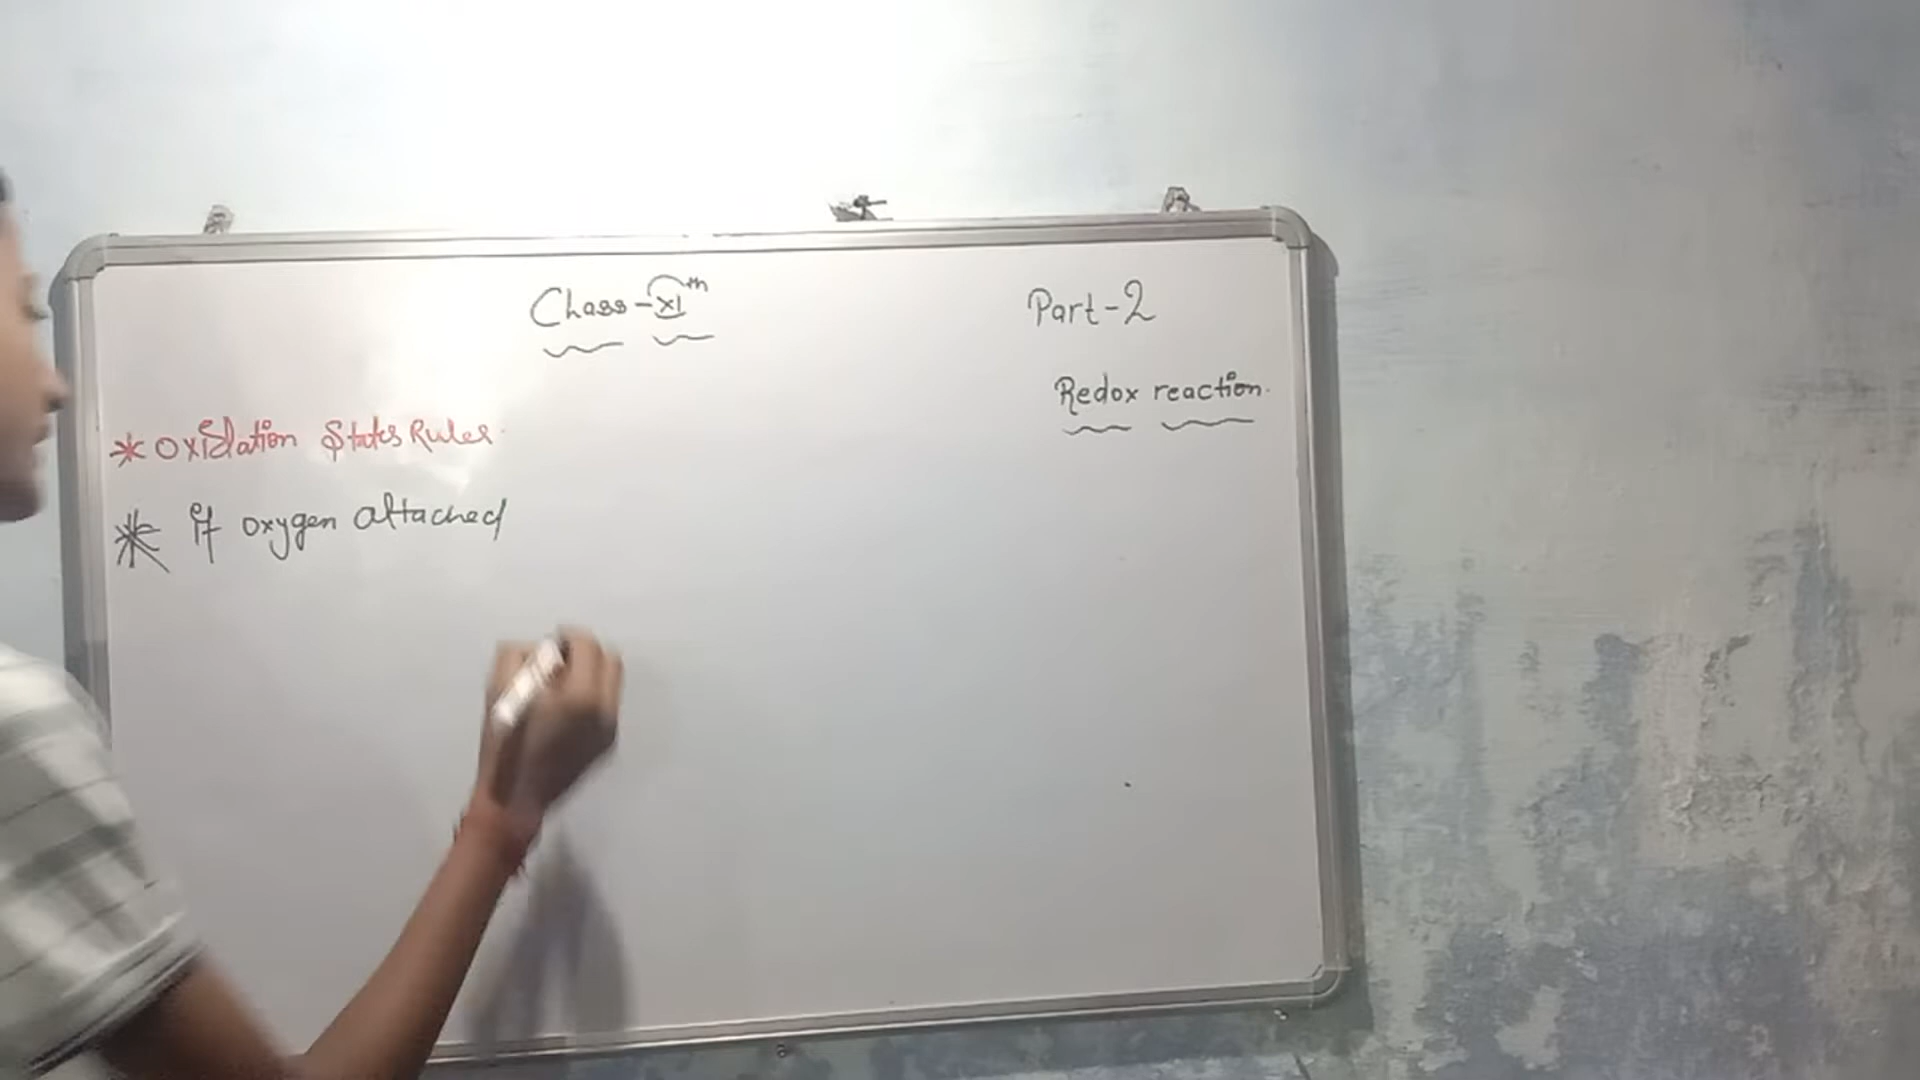 Class-XIth
Part-2
Redox reaction.
* Oxidation States Rules.
* If oxygen attached